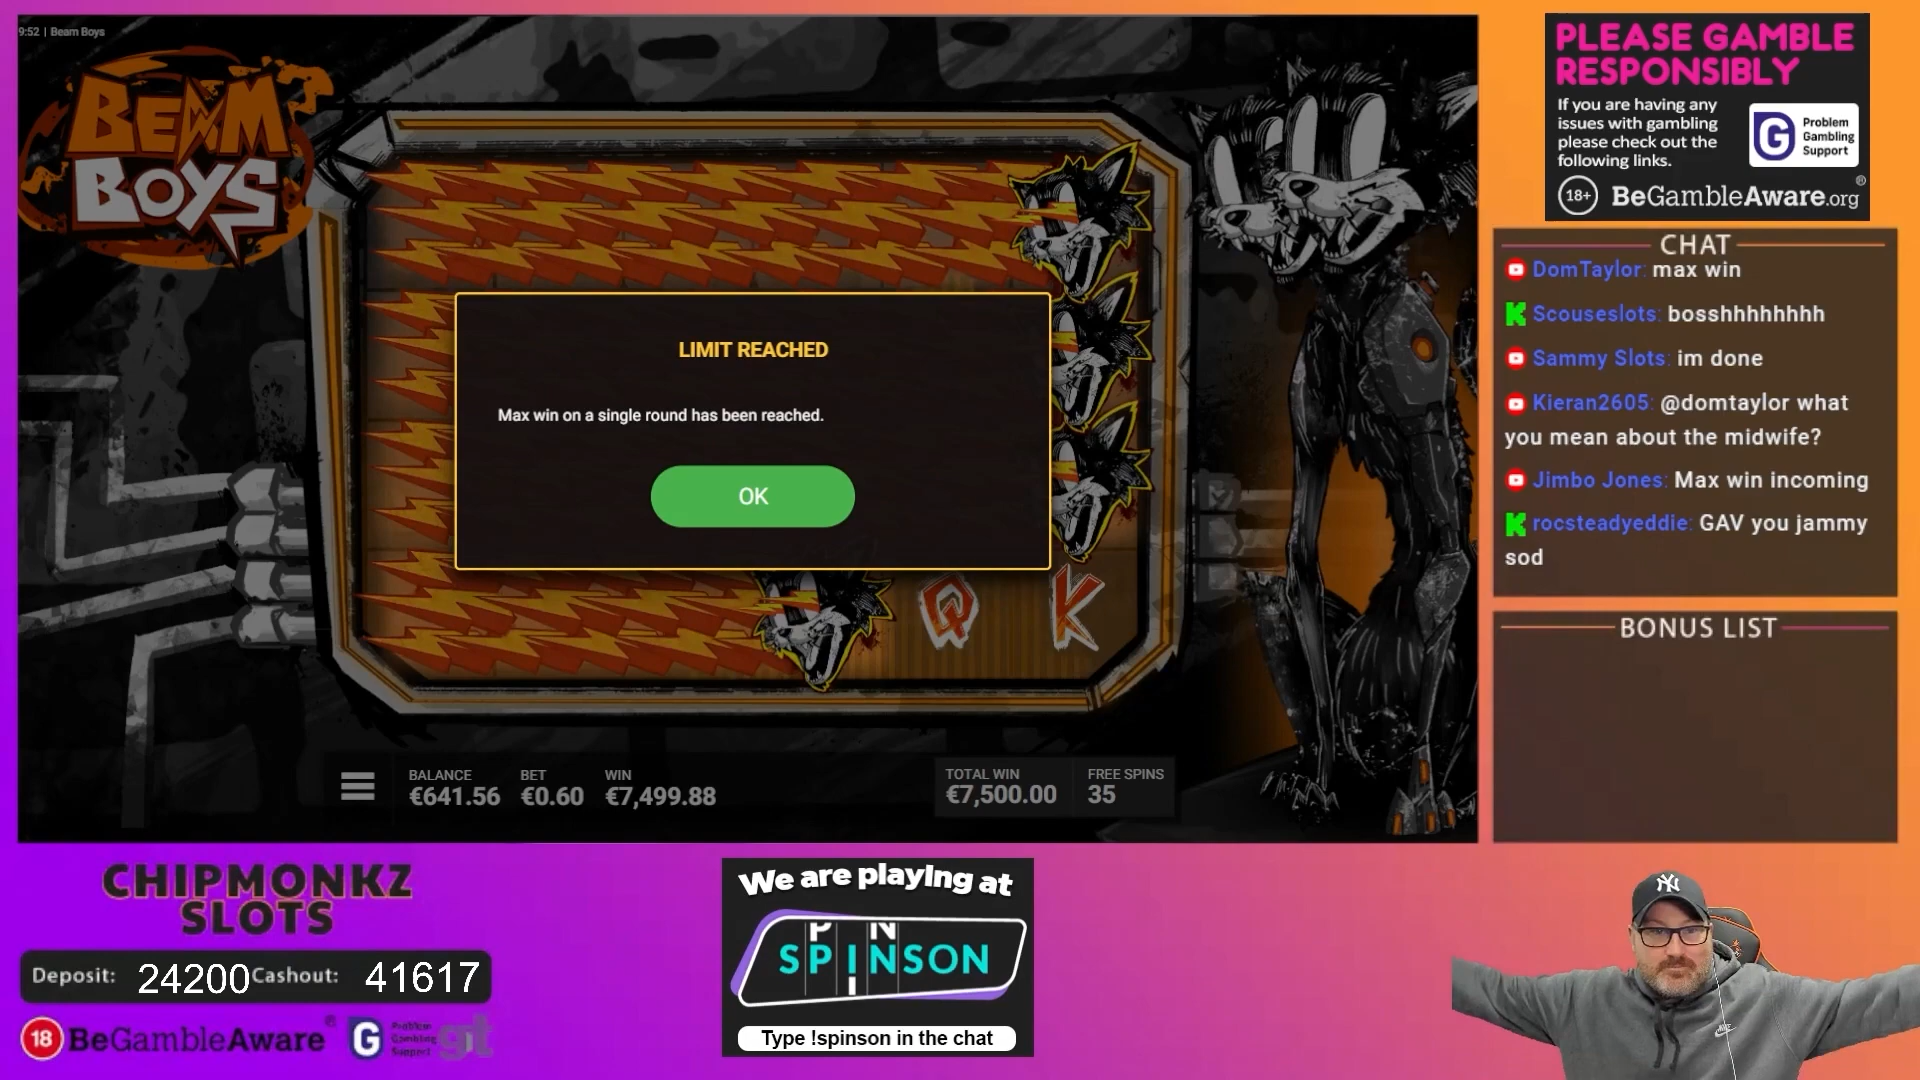 9:52 | Beam Boys
BEAM
BOYS
LIMIT REACHED
Max win on a single round has been reached.
OK
Q K
BALANCE
€641.56
BET
€0.60
WIN
€7,499.88
TOTAL WIN
€7,500.00
FREE SPINS
35
PLEASE GAMBLE
RESPONSIBLY
If you are having any
issues with gambling
please check out the
following links.
G Problem
Gambling
Support
18+ BeGambleAware.org®
CHAT
DomTaylor: max win
Scouseslots: bosshhhhhhhh
Sammy Slots: im done
Kieran2605: @domtaylor what
you mean about the midwife?
Jimbo Jones: Max win incoming
rocsteadyeddie: GAV you jammy
sod
BONUS LIST
CHIPMONKZ
SLOTS
Deposit: 24200 Cashout: 41617
18 BeGambleAware®
G Problem
Gambling
Support
gt
We are playing at
SPINSON
Type !spinson in the chat
NY